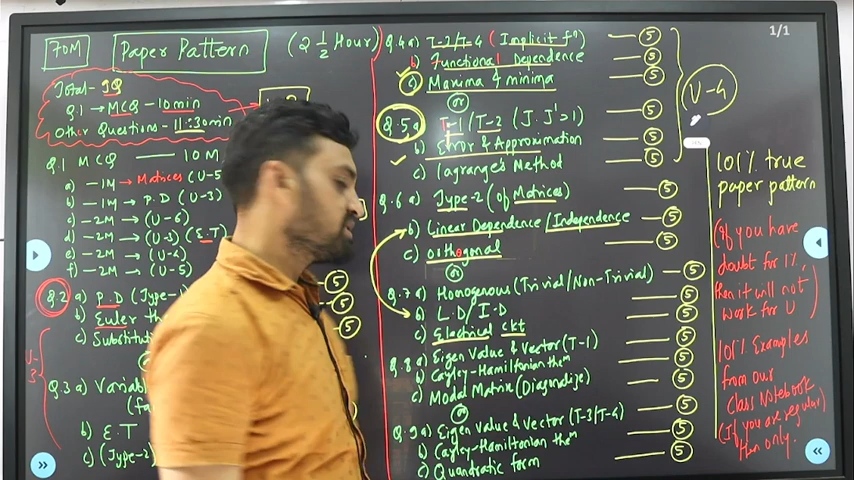 70M
Paper Pattern
(2 1/2 Hour)
Total - 9Q
Q.1 → MCQ - 10 min
Other Questions - 11:30 min
Q.1 MCQ — 10M
a) - 1M → Matrices (U-5
b) - 1M → P.D (U-3)
c) - 2M → (U-6)
d) - 2M → (U-3) (E.T)
e) - 2M → (U-4)
f) - 2M → (U-5)
Q.2 a) P.D (Type-1
b) Euler th
c) Substitut
5
5
5
U-3
Q.3 a) Variab
b) E.T
c) (Type-2)
Q.4 a) T-2/T-4 (Implicit fⁿ) — 5
b) Functional Dependence — 5
c) Maxima & minima — 5
or
Q.5.a) T-1/T-2 (J.J'=1) — 5
b) Error & Approximation — 5
c) Lagrange's Method — 5
U-4
Q.6 a) Type-2 (of Matrices) — 5
b) Linear Dependence/Independence — 5
c) orthogonal — 5
or
Q.7 a) Homogenous (Trivial/Non-Trivial) — 5
b) L.D/I.D — 5
c) Electrical ckt — 5
Q.8 a) Eigen Value & Vector (T-1) — 5
b) Cayley-Hamiltonian thᵉᵐ — 5
c) Modal Matrix (Diagonalize) — 5
or
Q.9 a) Eigen value & vector (T-3/T-4) — 5
b) Cayley-Hamiltonian thᵉᵐ — 5
c) Quandratic form — 5
1/1
101% true
paper pattern
(If you have
doubt for 1%,
then it will not
work for U)
101% Examples
from our
Class Notebook
(If you are regular)
then only.